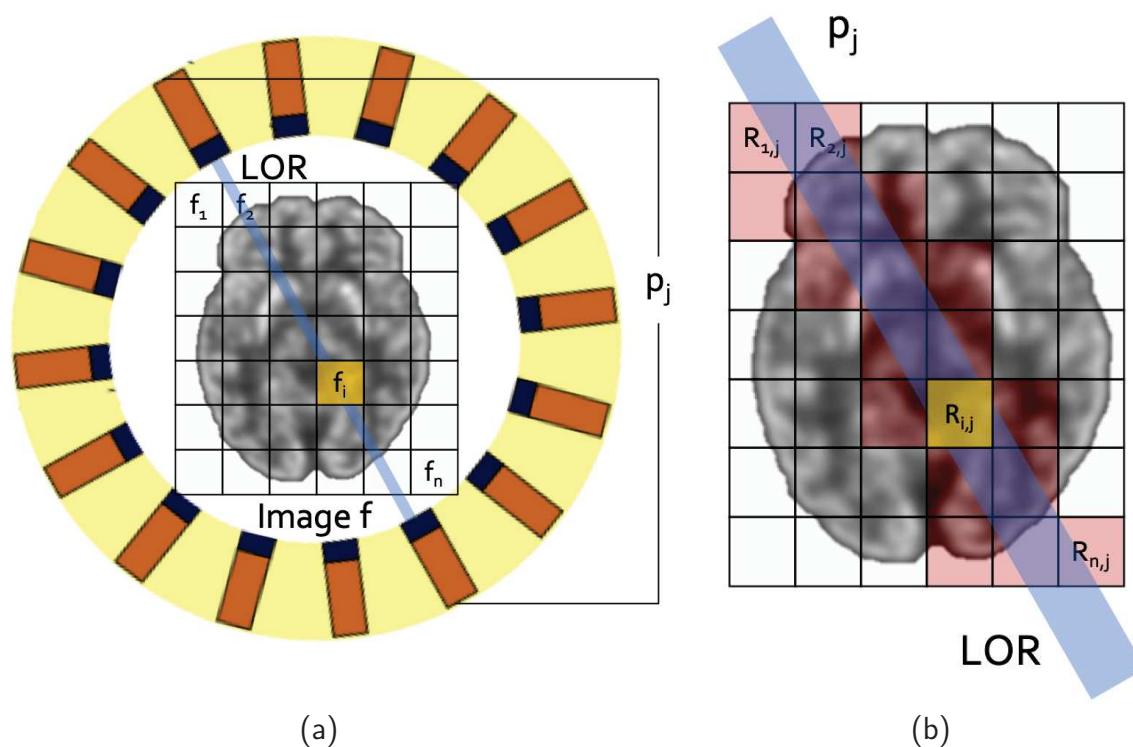 LOR
f₁ f₂
pⱼ
fᵢ
fₙ
Image f
(a)
pⱼ
R₁,ⱼ R₂,ⱼ
Rᵢ,ⱼ
Rₙ,ⱼ
LOR
(b)